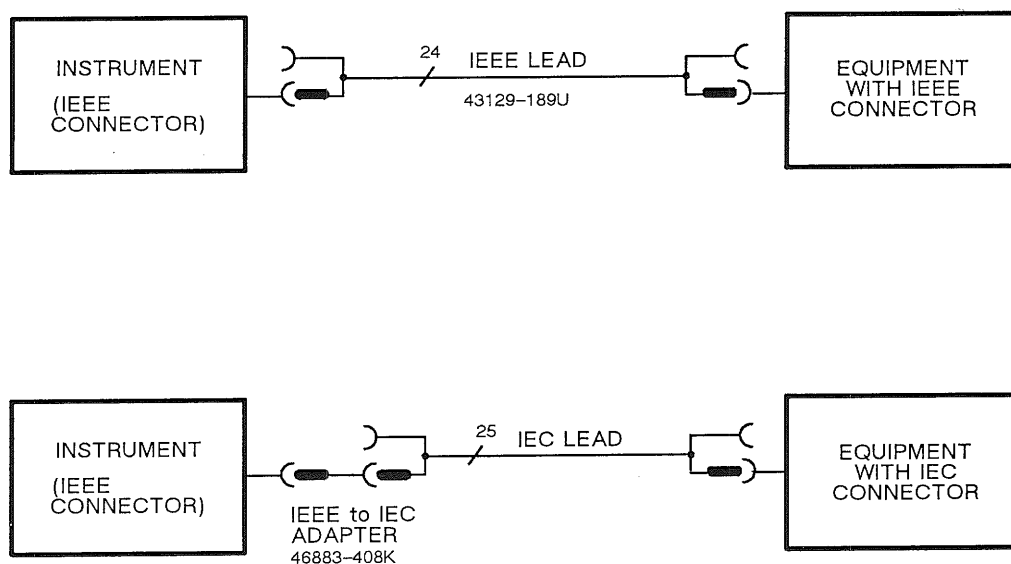 INSTRUMENT
(IEEE
CONNECTOR)
24
IEEE LEAD
43129-189U
EQUIPMENT
WITH IEEE
CONNECTOR
INSTRUMENT
(IEEE
CONNECTOR)
IEEE to IEC
ADAPTER
46883-408K
25
IEC LEAD
EQUIPMENT
WITH IEC
CONNECTOR